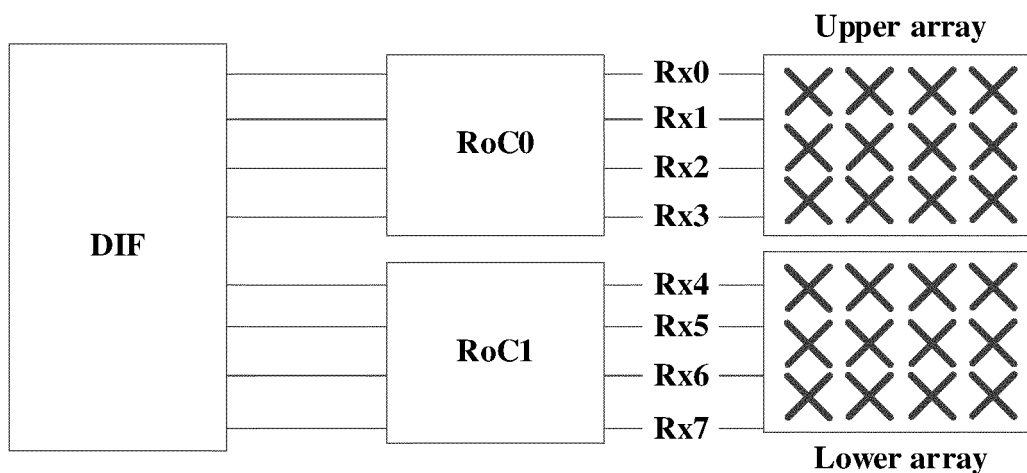 Upper array
DIF
RoC0
Rx0
Rx1
Rx2
Rx3
RoC1
Rx4
Rx5
Rx6
Rx7
Lower array